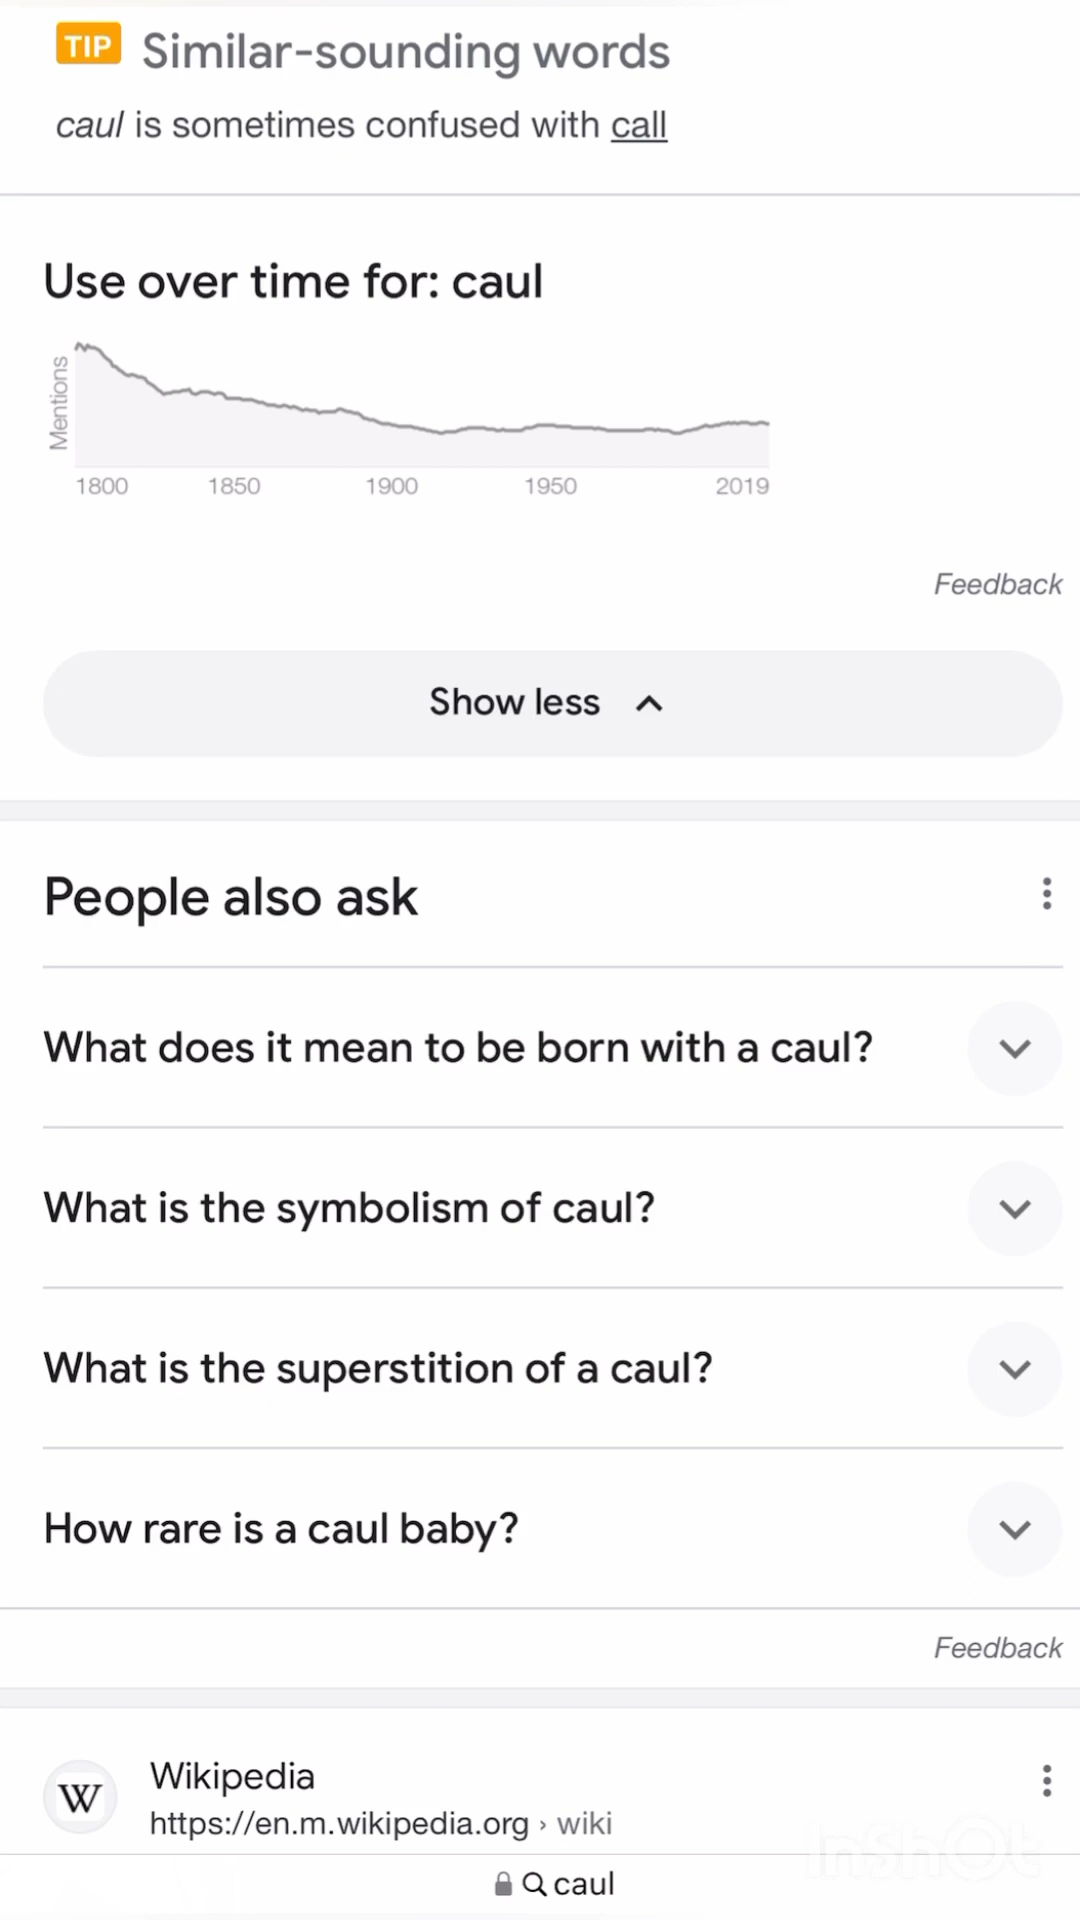 TIP Similar-sounding words
caul is sometimes confused with call
Use over time for: caul
Mentions
1800 1850 1900 1950 2019
Feedback
Show less
People also ask
What does it mean to be born with a caul?
What is the symbolism of caul?
What is the superstition of a caul?
How rare is a caul baby?
Feedback
W
Wikipedia
https://en.m.wikipedia.org › wiki
InShOt
caul